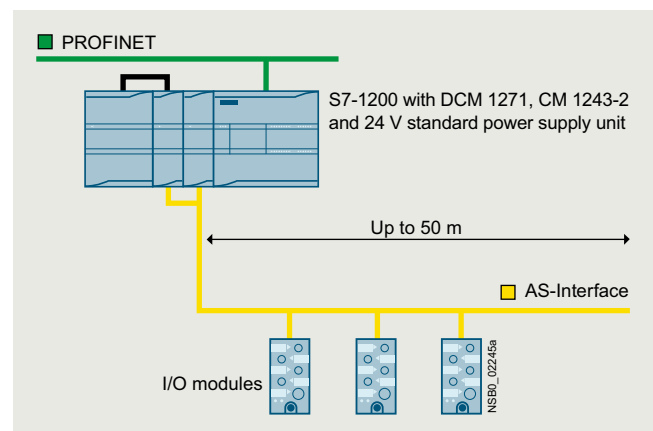 PROFINET
S7-1200 with DCM 1271, CM 1243-2
and 24 V standard power supply unit
Up to 50 m
AS-Interface
I/O modules
NSB0_02245a